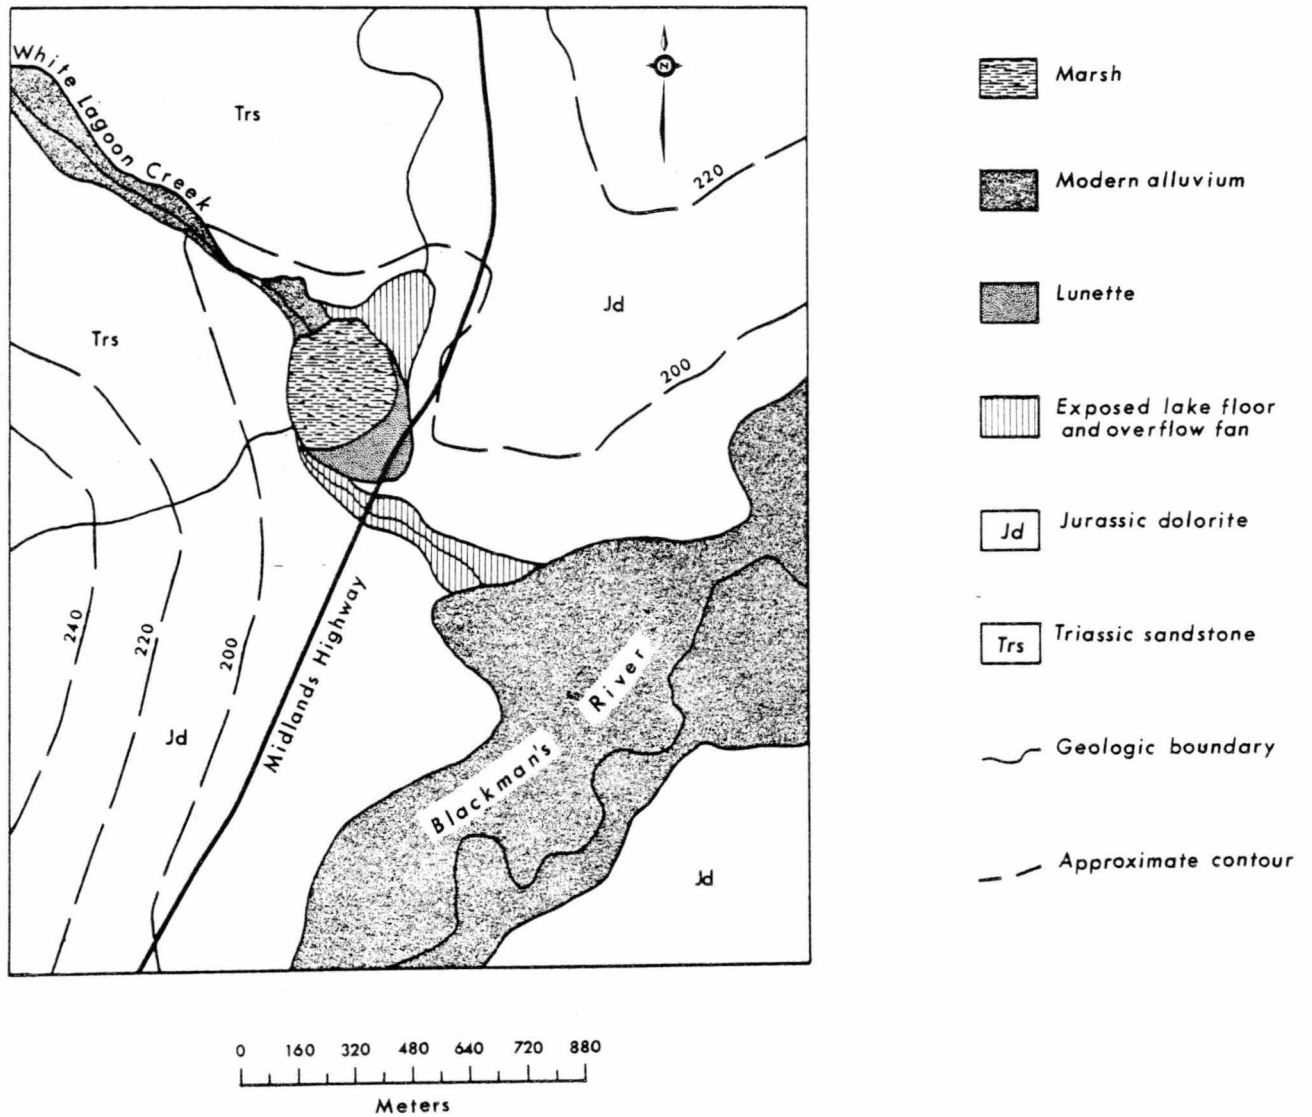 White Lagoon Creek
Trs
N
220
Jd
Trs
200
240
220
200
Midlands Highway
Jd
Blackman's River
Jd
Marsh
Modern alluvium
Lunette
Exposed lake floor
and overflow fan
Jd Jurassic dolorite
Trs Triassic sandstone
Geologic boundary
Approximate contour
0 160 320 480 640 720 880
Meters